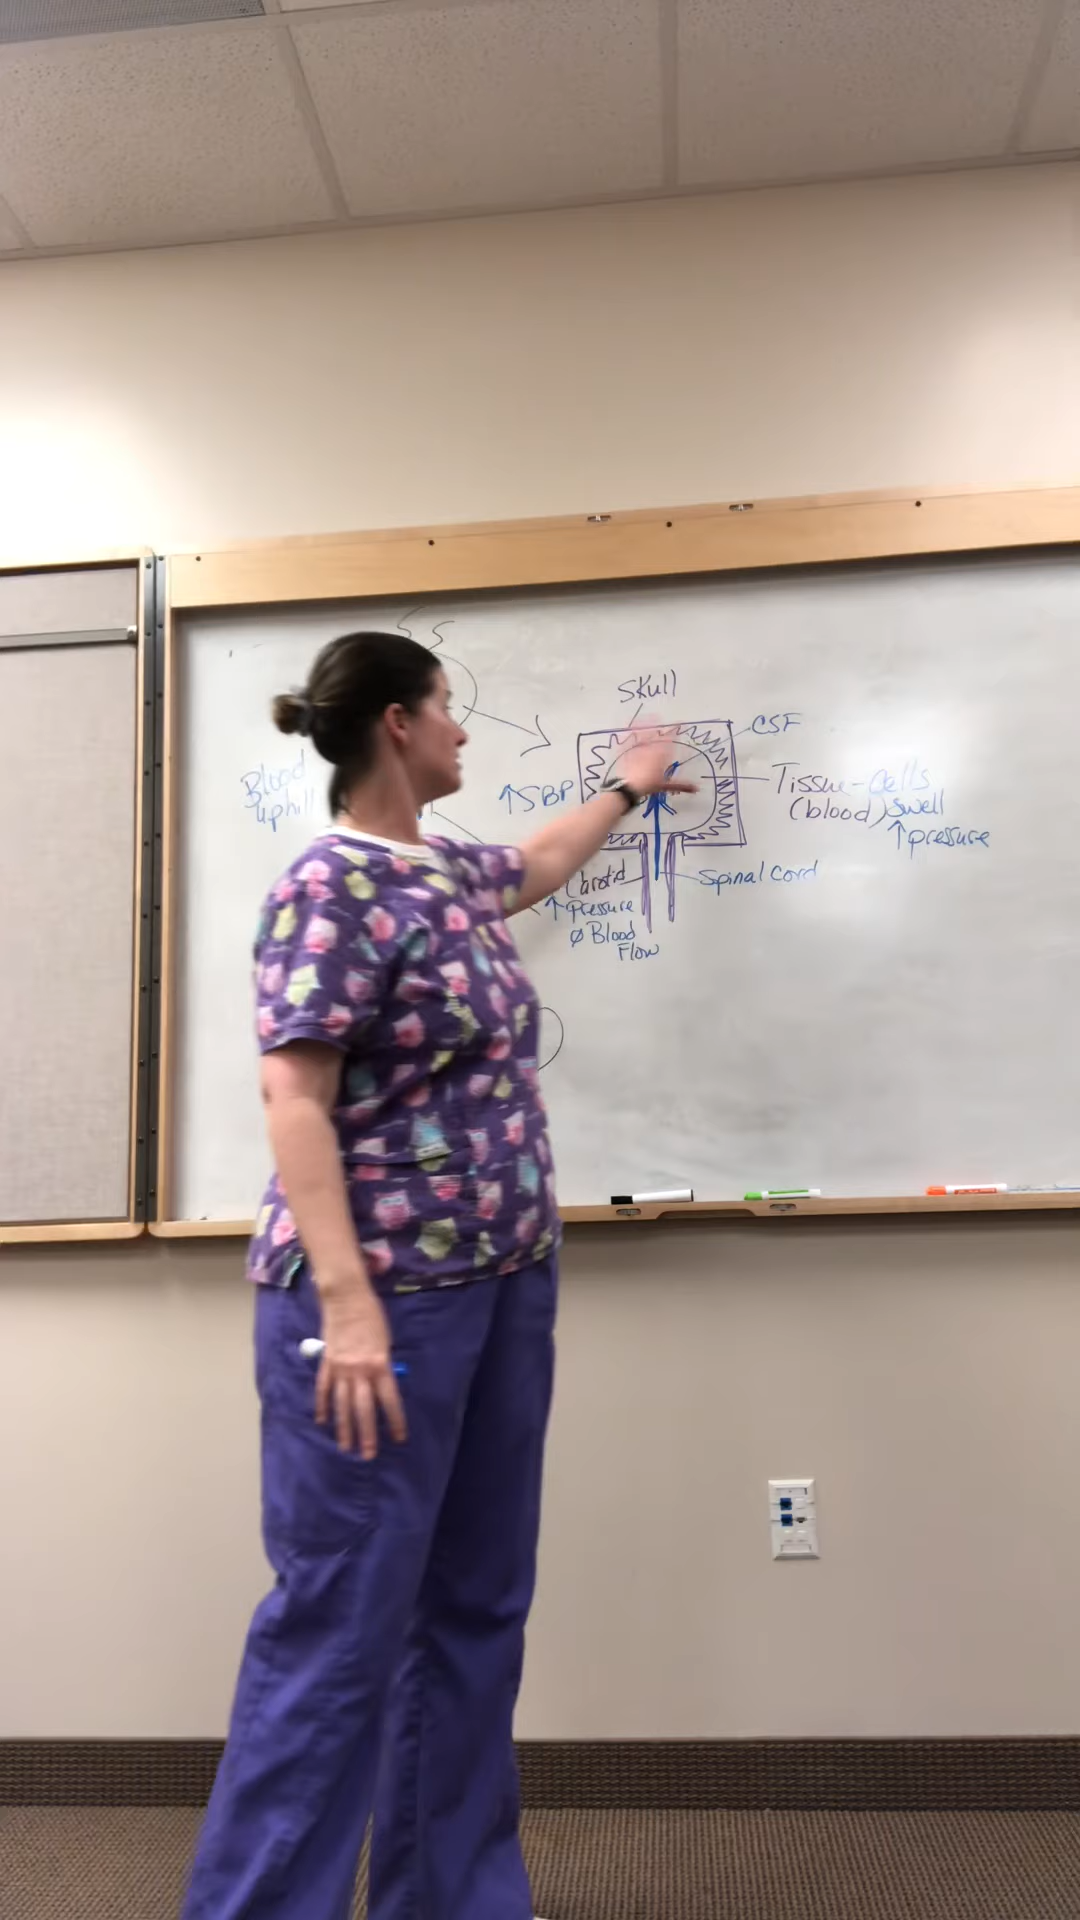 Skull
CSF
Blood
uphill
↑SBP
Tissue-Cells
(blood) Swell
↑pressure
Carotid
↑pressure
Ø Blood
Flow
Spinal Cord